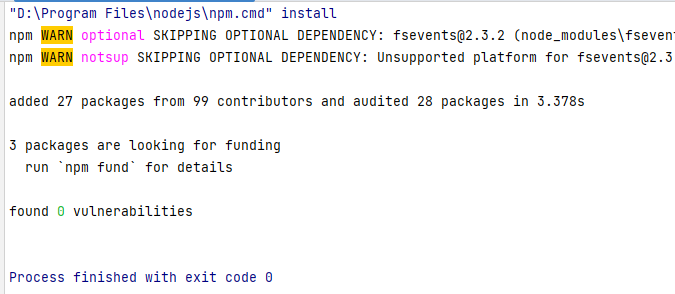 "D:\Program Files\nodejs\npm.cmd" install
npm WARN optional SKIPPING OPTIONAL DEPENDENCY: fsevents@2.3.2 (node_modules\fsevent
npm WARN notsup SKIPPING OPTIONAL DEPENDENCY: Unsupported platform for fsevents@2.3
added 27 packages from 99 contributors and audited 28 packages in 3.378s
3 packages are looking for funding
run `npm fund` for details
found 0 vulnerabilities
Process finished with exit code 0